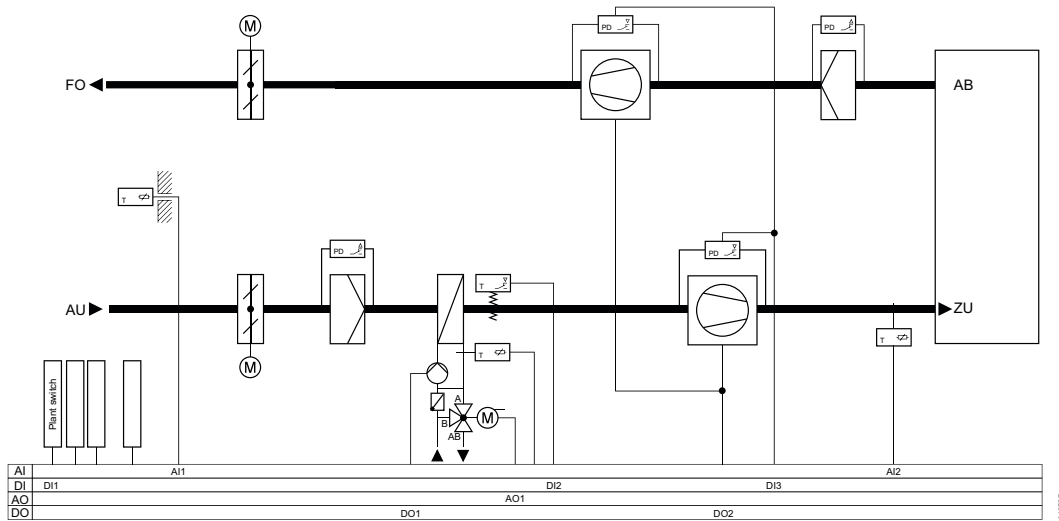 M
PD
PD
FO
AB
T
PD
PD
T
AU
ZU
T
T
M
Plant switch
A
M
B
AB
AI AI1 AI2
DI DI1 DI2 DI3
AO AO1
DO DO1 DO2